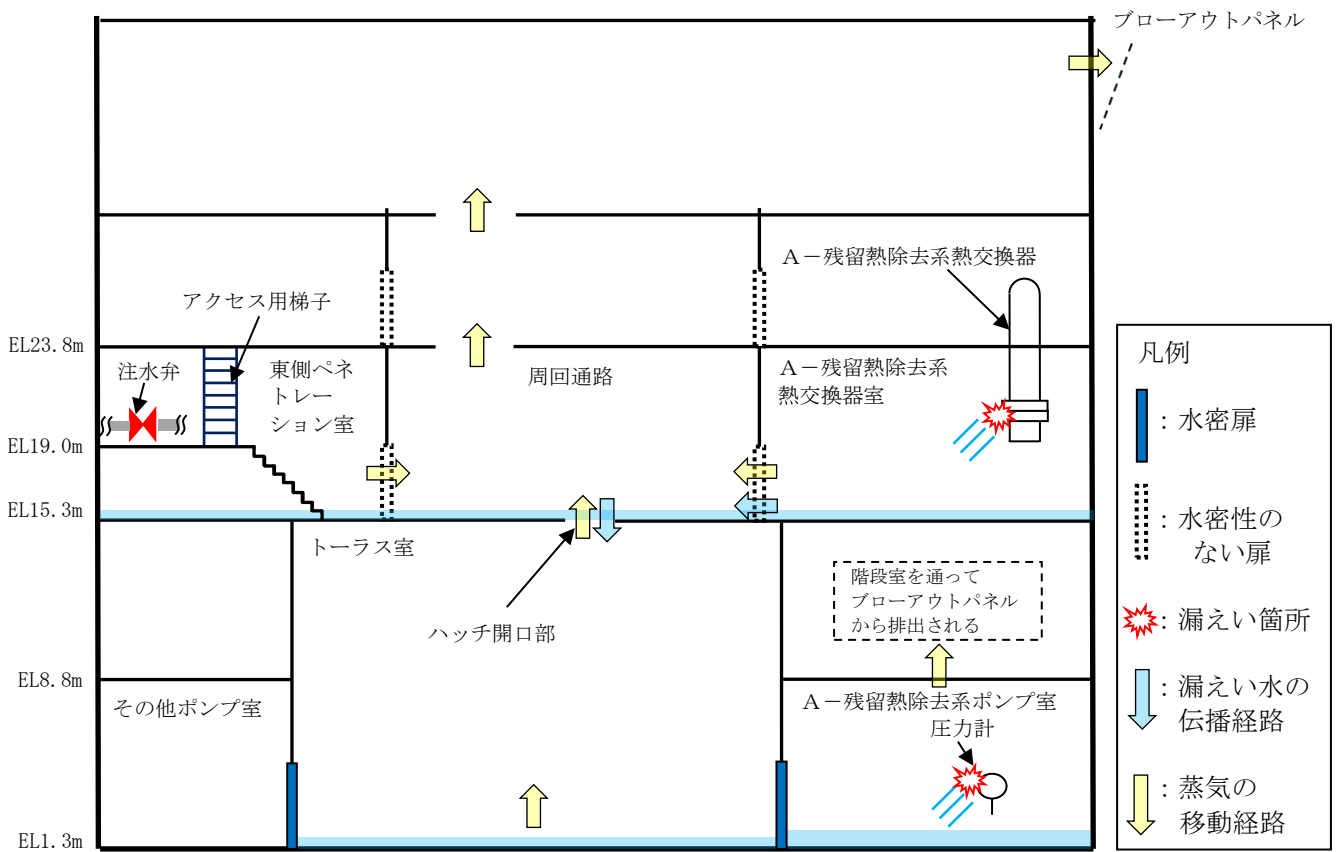 ブローアウトパネル
A－残留熱除去系熱交換器
アクセス用梯子
EL23.8m
注水弁
東側ペネ
トレー
ション室
周回通路
A－残留熱除去系
熱交換器室
EL19.0m
EL15.3m
トーラス室
ハッチ開口部
階段室を通って
ブローアウトパネル
から排出される
EL8.8m
その他ポンプ室
A－残留熱除去系ポンプ室
圧力計
EL1.3m
凡例
：水密扉
：水密性の
ない扉
：漏えい箇所
：漏えい水の
伝播経路
：蒸気の
移動経路